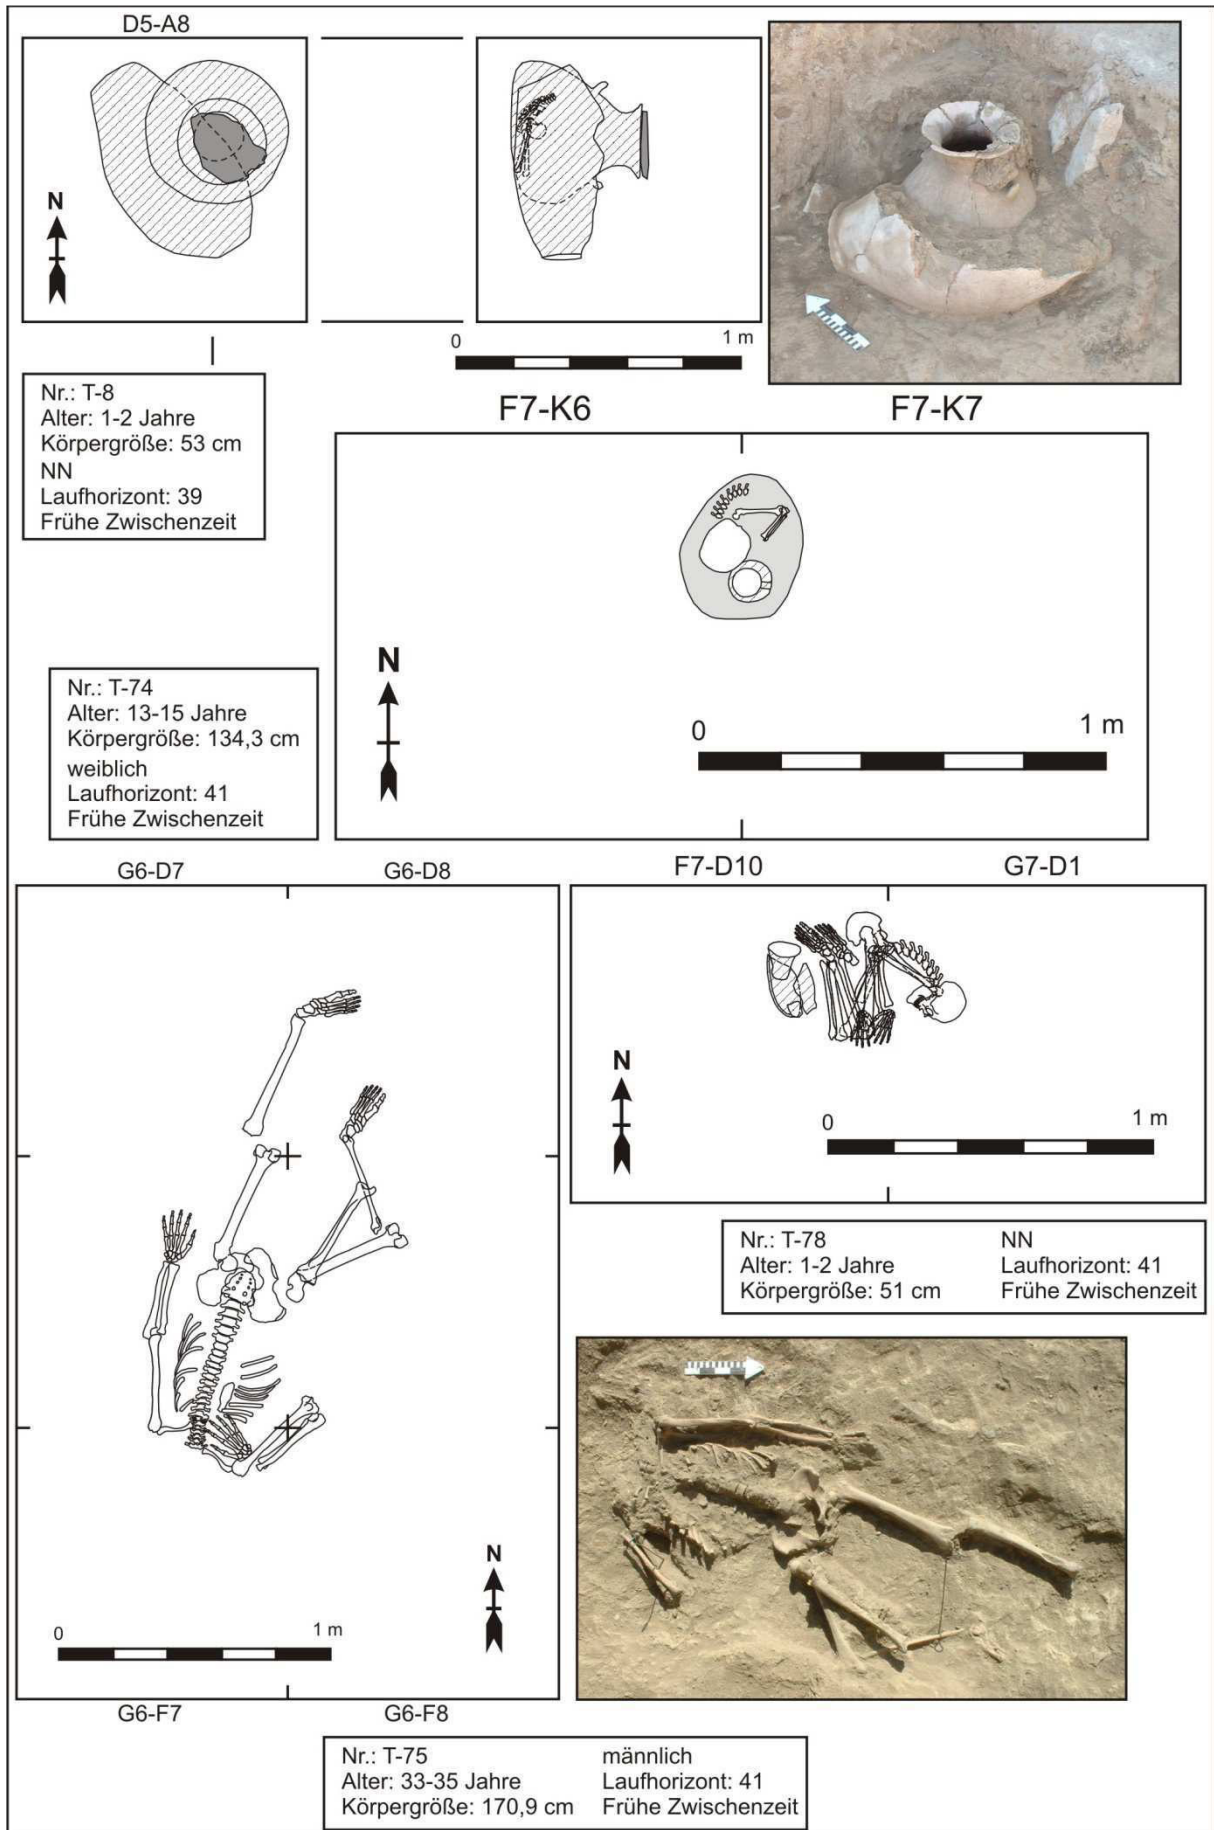 D5-A8
N
0 1 m
Nr.: T-8
Alter: 1-2 Jahre
Körpergröße: 53 cm
NN
Laufhorizont: 39
Frühe Zwischenzeit
F7-K6 F7-K7
N
0 1 m
Nr.: T-74
Alter: 13-15 Jahre
Körpergröße: 134,3 cm
weiblich
Laufhorizont: 41
Frühe Zwischenzeit
G6-D7 G6-D8
N
0 1 m
G6-F7 G6-F8
F7-D10 G7-D1
N
0 1 m
Nr.: T-78 NN
Alter: 1-2 Jahre Laufhorizont: 41
Körpergröße: 51 cm Frühe Zwischenzeit
Nr.: T-75 männlich
Alter: 33-35 Jahre Laufhorizont: 41
Körpergröße: 170,9 cm Frühe Zwischenzeit